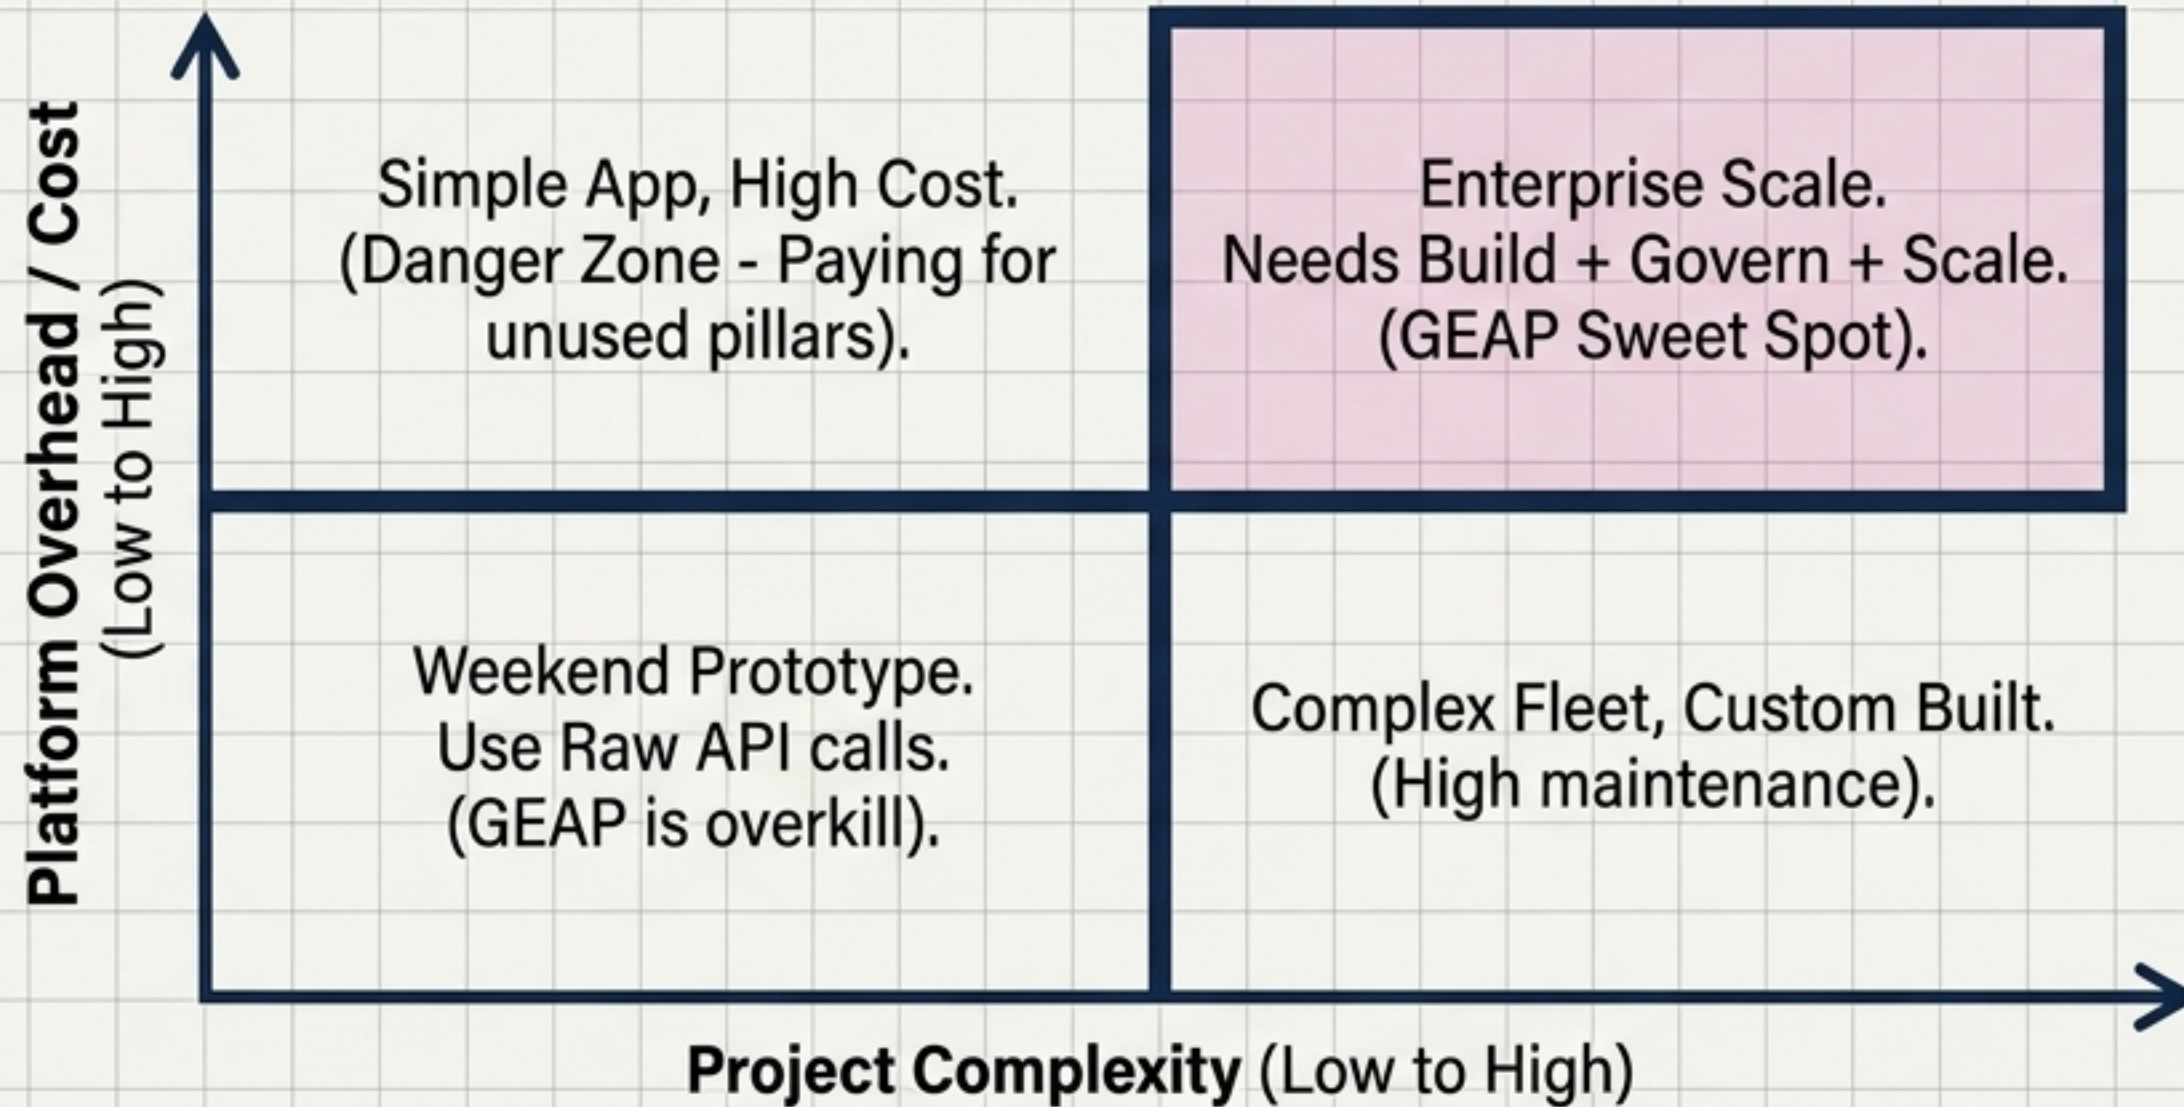 Platform Overhead / Cost
(Low to High)
Simple App, High Cost.
(Danger Zone - Paying for
unused pillars).
Enterprise Scale.
Needs Build + Govern + Scale.
(GEAP Sweet Spot).
Weekend Prototype.
Use Raw API calls.
(GEAP is overkill).
Complex Fleet, Custom Built.
(High maintenance).
Project Complexity (Low to High)